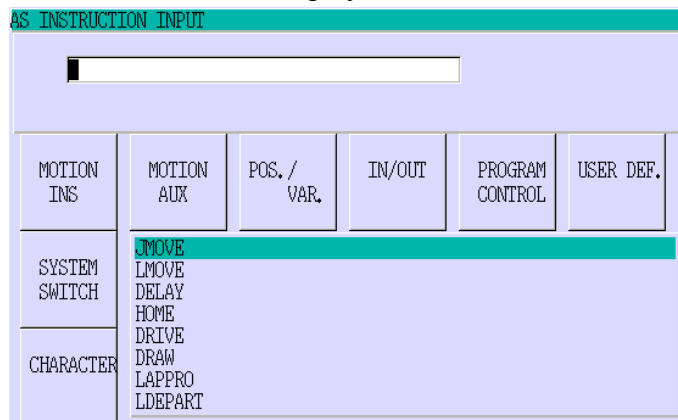 AS INSTRUCTION INPUT
MOTION
INS
MOTION
AUX
POS./
VAR.
IN/OUT
PROGRAM
CONTROL
USER DEF.
SYSTEM
SWITCH
CHARACTER
JMOVE
LMOVE
DELAY
HOME
DRIVE
DRAW
LAPPRO
LDEPART